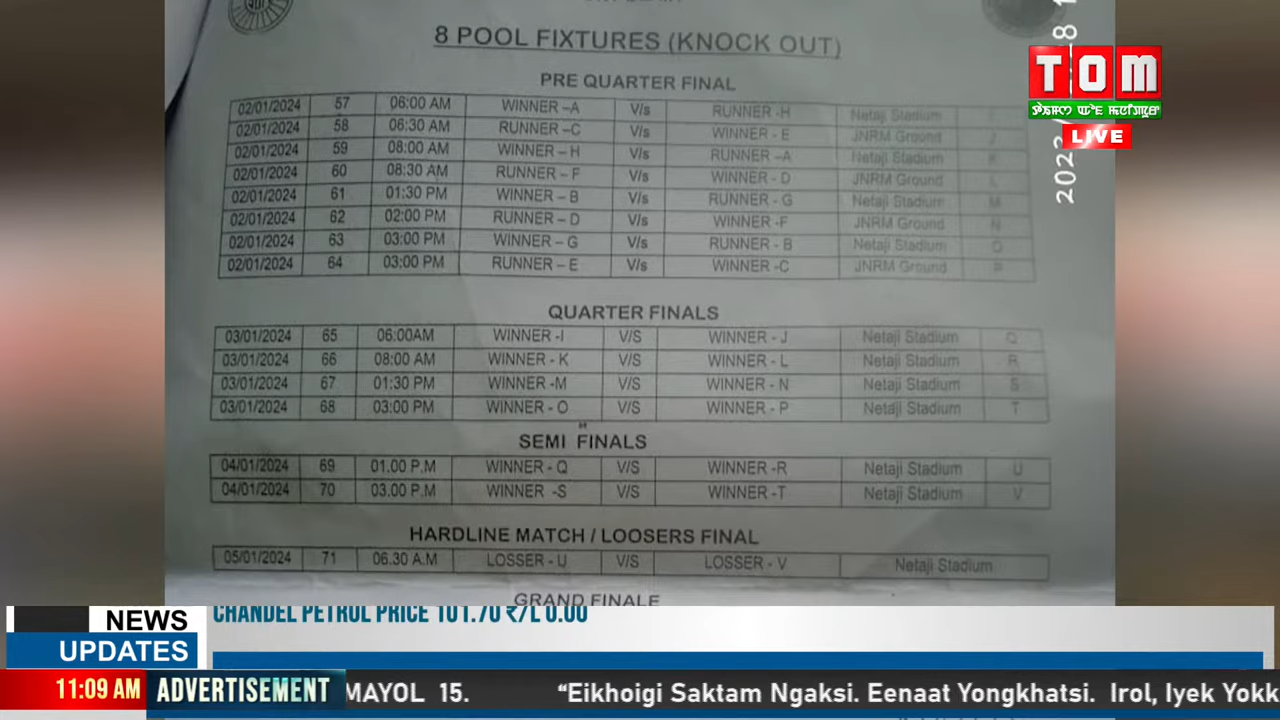 8 POOL FIXTURES (KNOCK OUT)
PRE QUARTER FINAL
02/01/2024 57 06:00 AM WINNER –A V/s RUNNER -H Netaji Stadium
02/01/2024 58 06:30 AM RUNNER –C V/s WINNER - E JNRM Ground J
02/01/2024 59 08:00 AM WINNER – H V/s RUNNER –A Netaji Stadium K
02/01/2024 60 08:30 AM RUNNER – F V/s WINNER - D JNRM Ground L
02/01/2024 61 01:30 PM WINNER – B V/s RUNNER - G Netaji Stadium M
02/01/2024 62 02:00 PM RUNNER – D V/s WINNER -F JNRM Ground N
02/01/2024 63 03:00 PM WINNER – G V/s RUNNER - B Netaji Stadium O
02/01/2024 64 03:00 PM RUNNER – E V/s WINNER -C JNRM Ground P
QUARTER FINALS
03/01/2024 65 06:00AM WINNER -I V/S WINNER - J Netaji Stadium Q
03/01/2024 66 08:00 AM WINNER - K V/S WINNER - L Netaji Stadium R
03/01/2024 67 01:30 PM WINNER -M V/S WINNER - N Netaji Stadium S
03/01/2024 68 03:00 PM WINNER - O V/S WINNER - P Netaji Stadium T
SEMI FINALS
04/01/2024 69 01.00 P.M WINNER - Q V/S WINNER -R Netaji Stadium U
04/01/2024 70 03.00 P.M WINNER -S V/S WINNER -T Netaji Stadium V
HARDLINE MATCH / LOOSERS FINAL
05/01/2024 71 06.30 A.M LOSSER - U V/S LOSSER - V Netaji Stadium
GRAND FINALE
TOM
LIVE
NEWS
UPDATES
CHANDEL PETROL PRICE 101.70 ₹/L 0.00
11:09 AM ADVERTISEMENT MAYOL 15. “Eikhoigi Saktam Ngaksi. Eenaat Yongkhatsi. Irol, Iyek Yokk